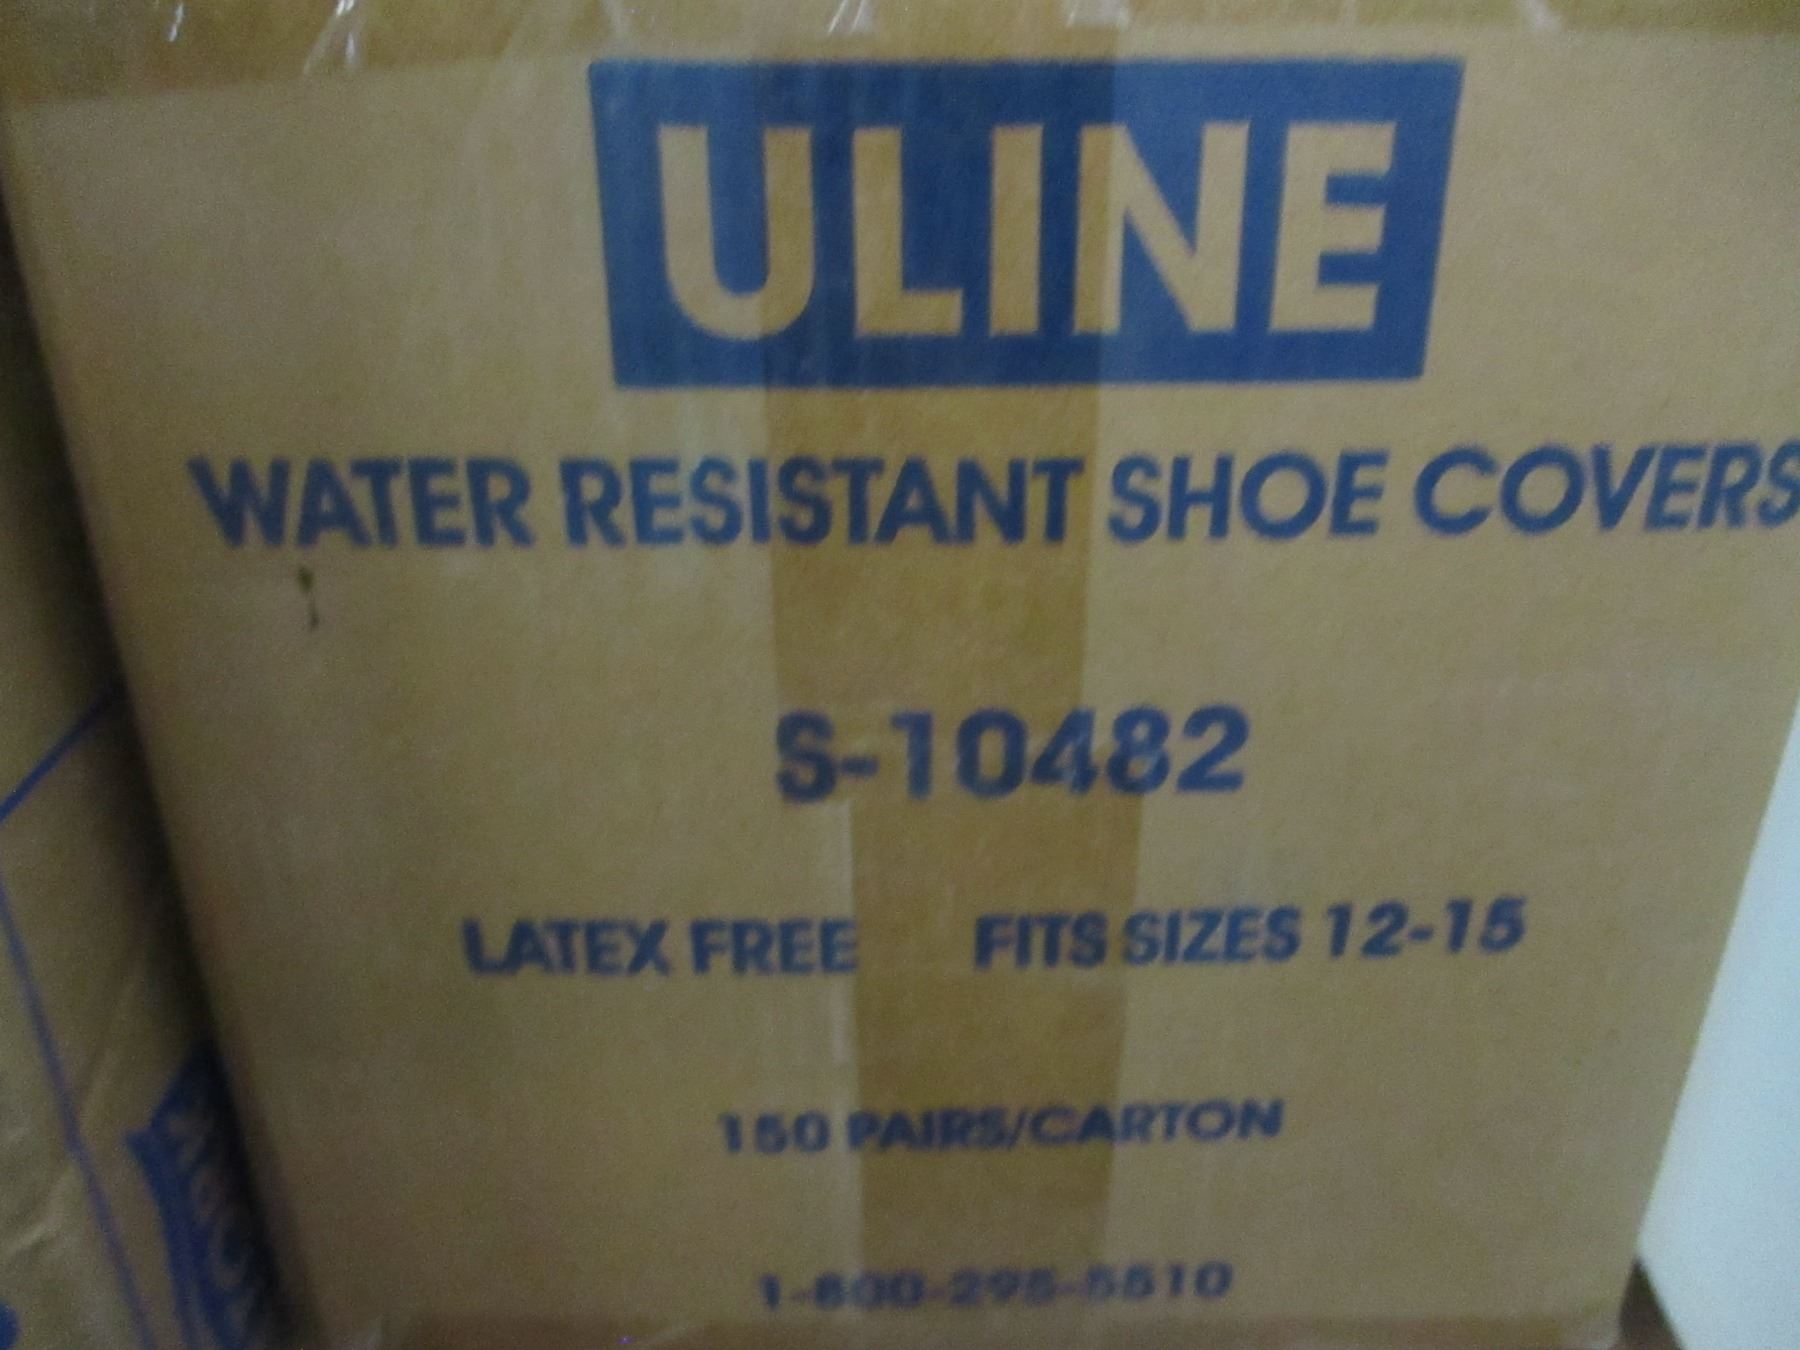 ULINE
WATER RESISTANT SHOE COVERS
S-10482
LATEX FREE FITS SIZES 12-15
150 PAIRS/CARTON
1-800-295-5510